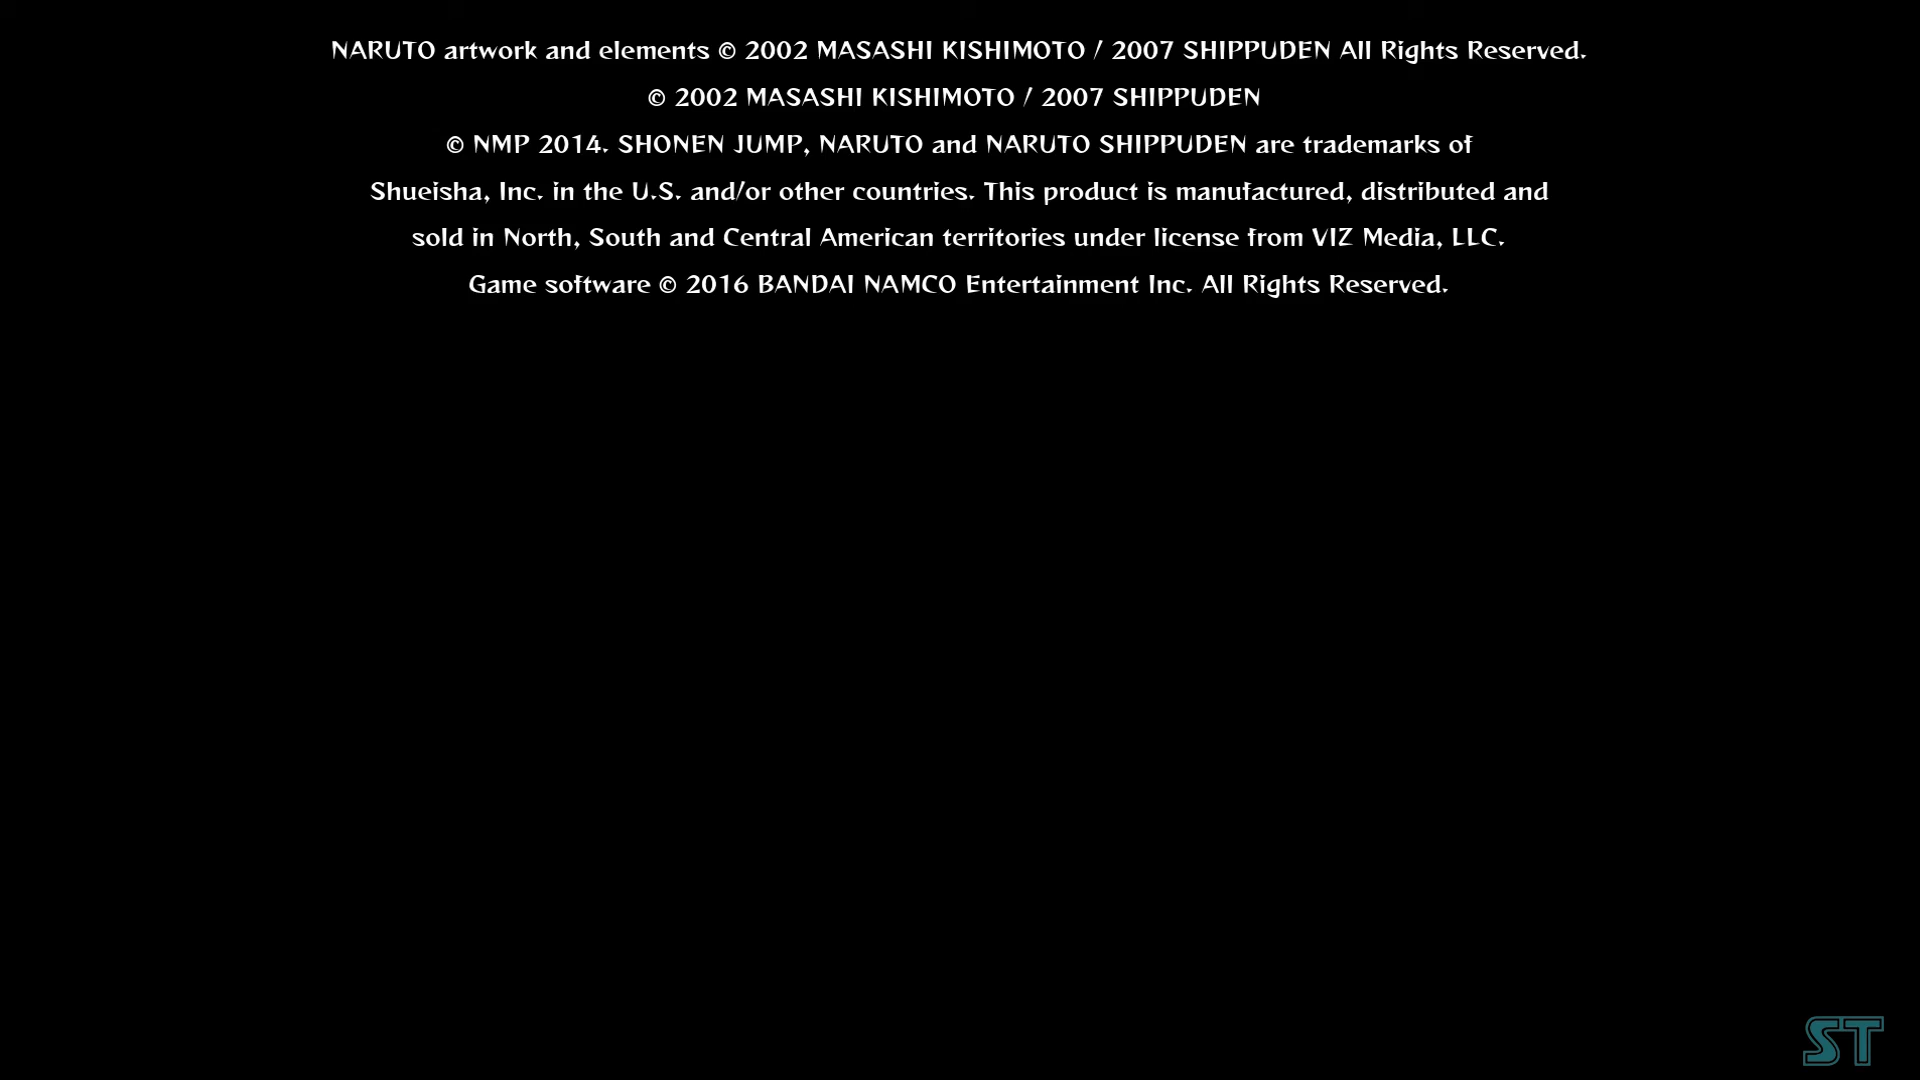 NARUTO artwork and elements © 2002 MASASHI KISHIMOTO / 2007 SHIPPUDEN All Rights Reserved.
© 2002 MASASHI KISHIMOTO / 2007 SHIPPUDEN
© NMP 2014. SHONEN JUMP, NARUTO and NARUTO SHIPPUDEN are trademarks of
Shueisha, Inc. in the U.S. and/or other countries. This product is manufactured, distributed and
sold in North, South and Central American territories under license from VIZ Media, LLC.
Game software © 2016 BANDAI NAMCO Entertainment Inc. All Rights Reserved.
ST